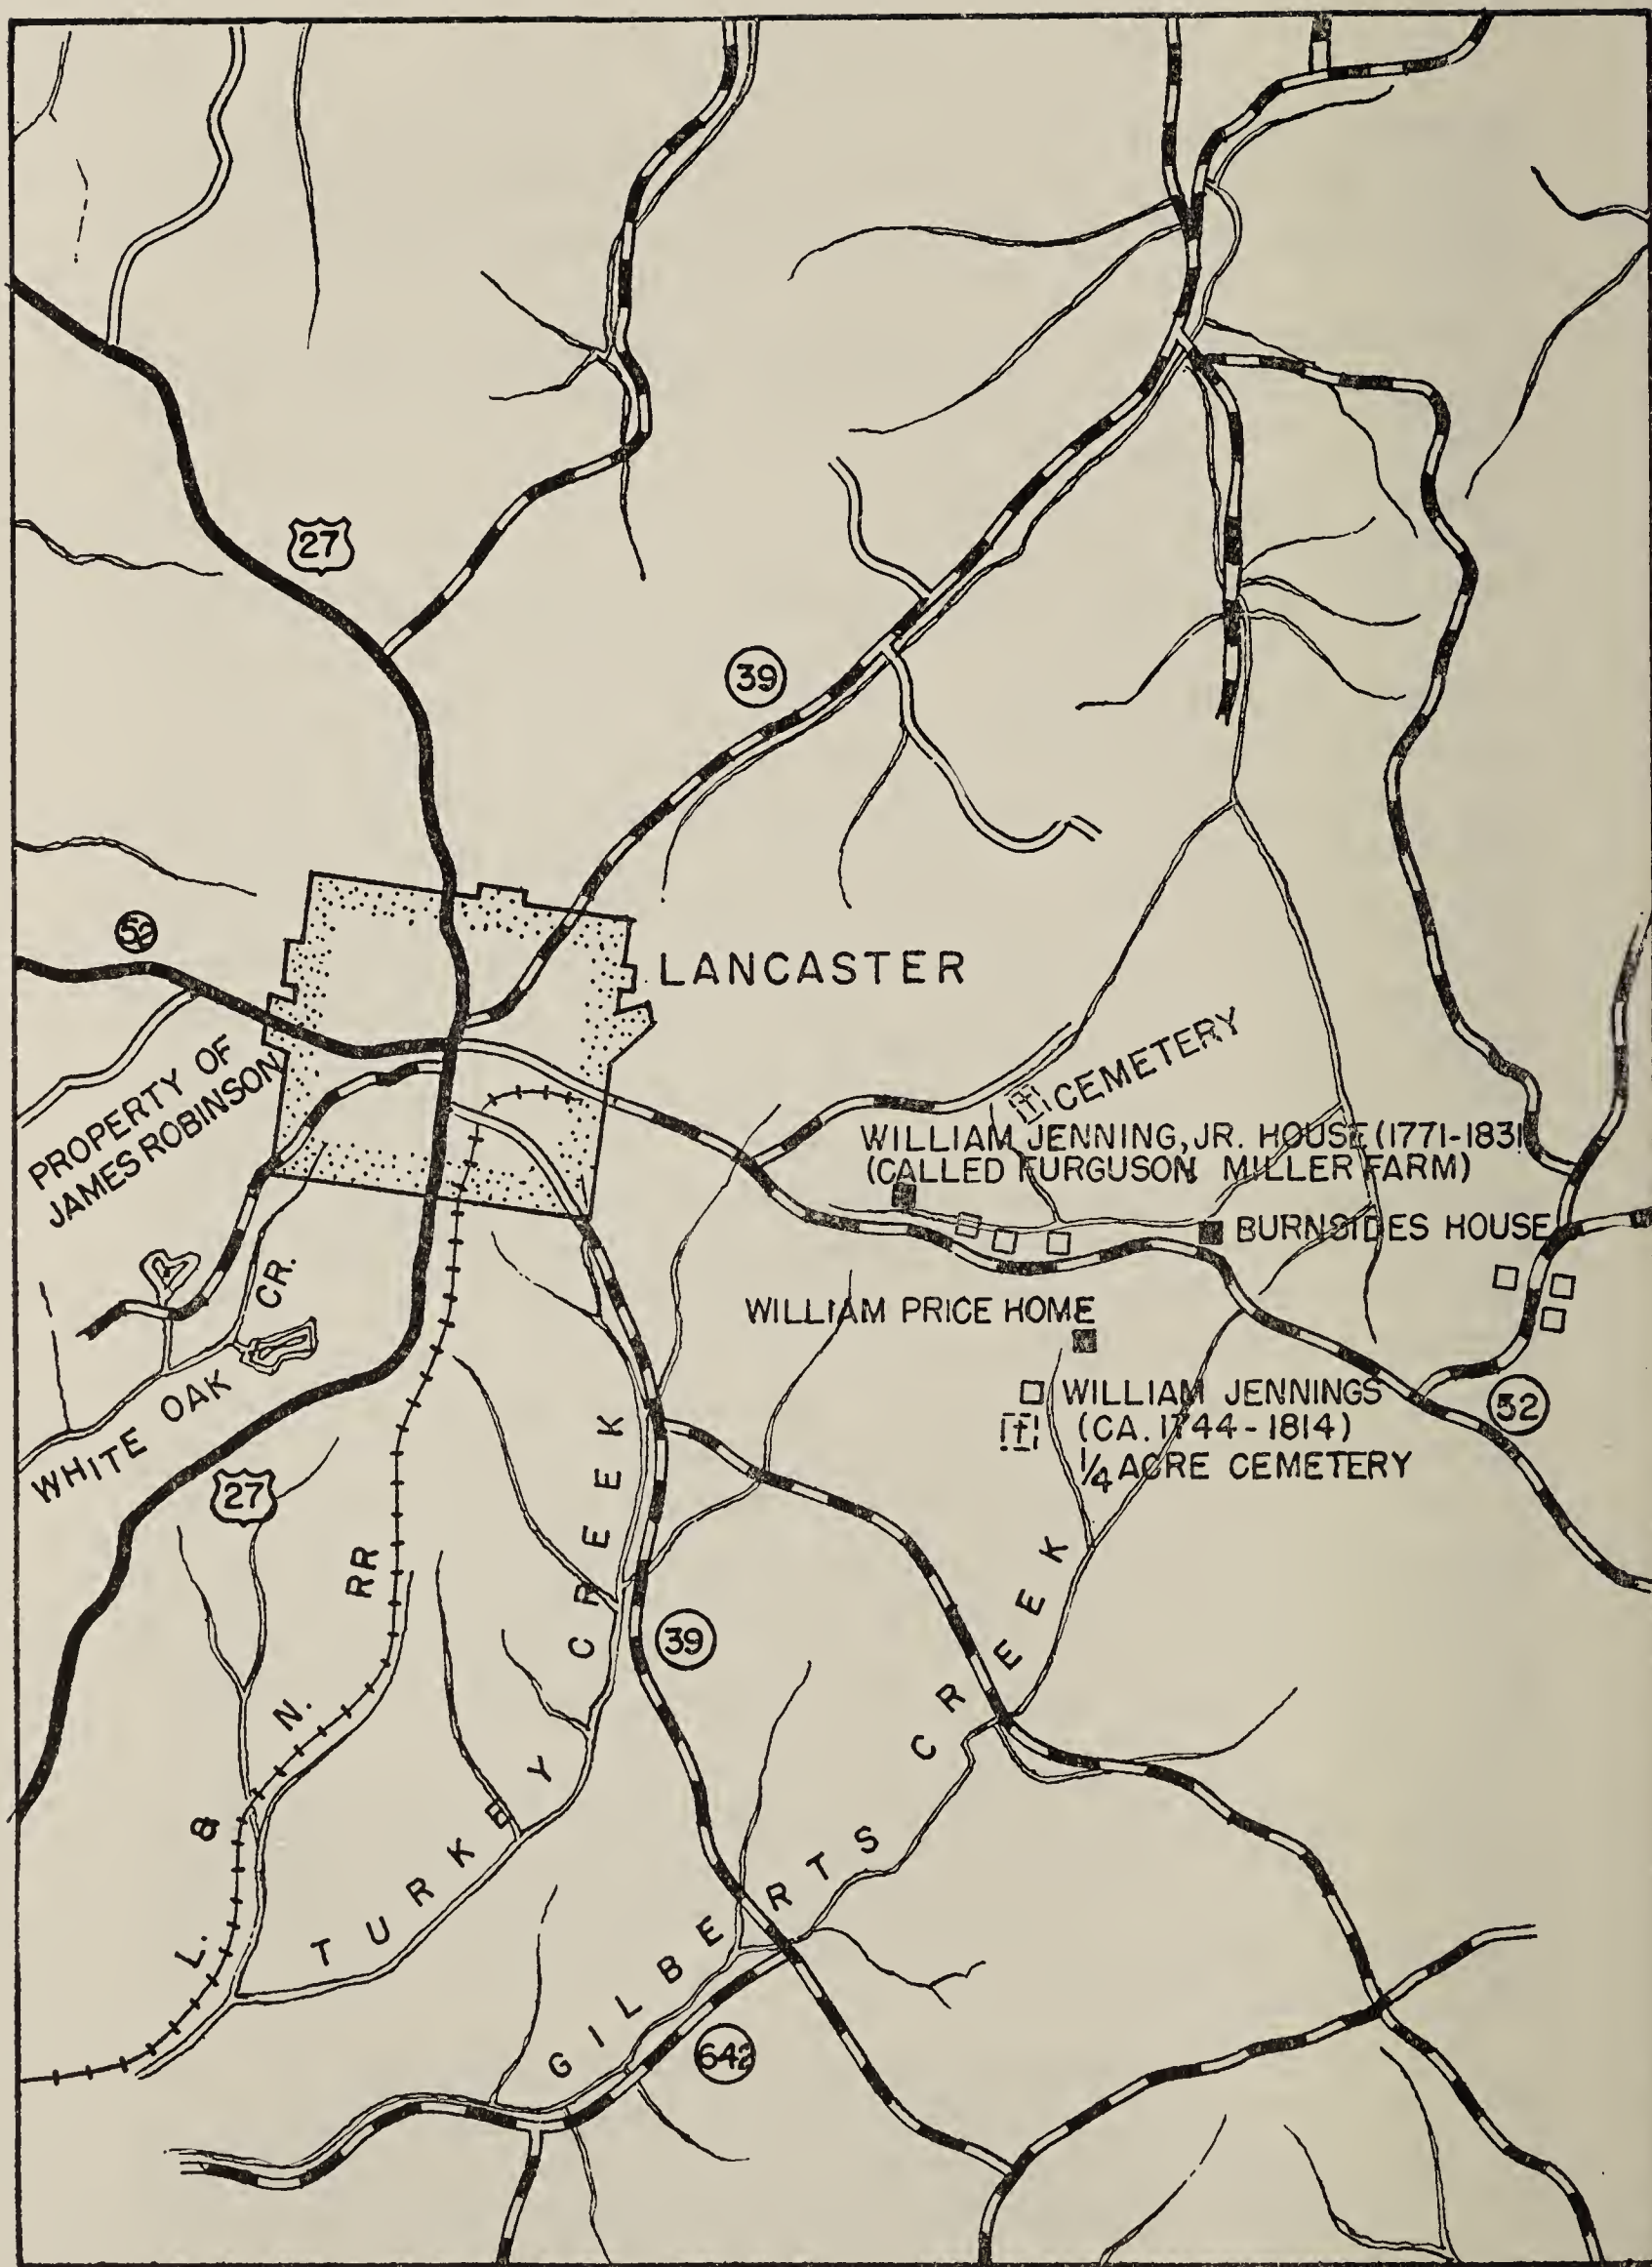 27
39
52
LANCASTER
PROPERTY OF
JAMES ROBINSON
CEMETERY
WILLIAM JENNING, JR. HOUSE (1771-1831
(CALLED FURGUSON MILLER FARM)
BURNSIDES HOUSE
CR.
WHITE OAK
WILLIAM PRICE HOME
WILLIAM JENNINGS
(CA. 1744-1814)
1/4 ACRE CEMETERY
52
27
RR
L. & N.
TURKEY CREEK
39
GILBERTS CREEK
642